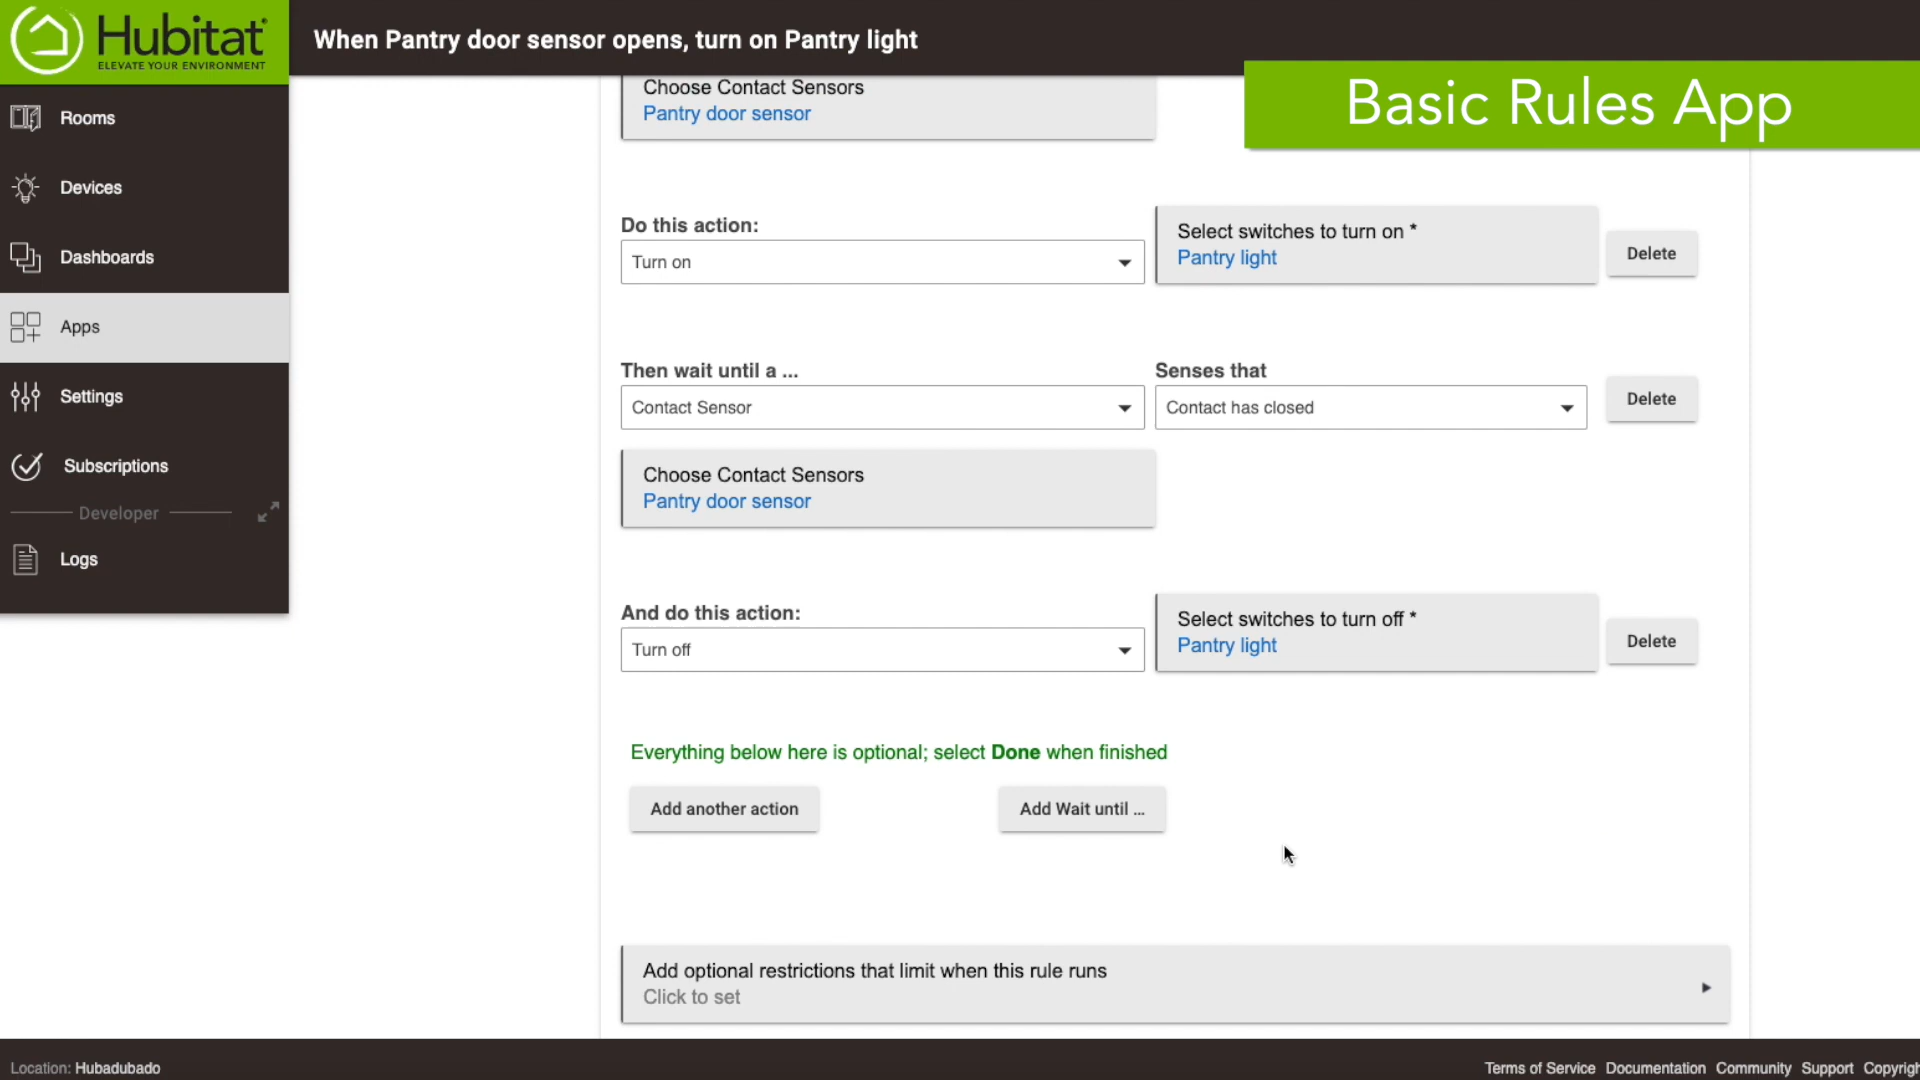 Hubitat
ELEVATE YOUR ENVIRONMENT
When Pantry door sensor opens, turn on Pantry light
Basic Rules App
Rooms
Devices
Dashboards
Apps
Settings
Subscriptions
Developer
Logs
Choose Contact Sensors
Pantry door sensor
Do this action:
Turn on
Select switches to turn on *
Pantry light
Delete
Then wait until a ...
Senses that
Contact Sensor
Contact has closed
Delete
Choose Contact Sensors
Pantry door sensor
And do this action:
Turn off
Select switches to turn off *
Pantry light
Delete
Everything below here is optional; select Done when finished
Add another action
Add Wait until ...
Add optional restrictions that limit when this rule runs
Click to set
Location: Hubadubado
Terms of Service Documentation Community Support Copyrigh